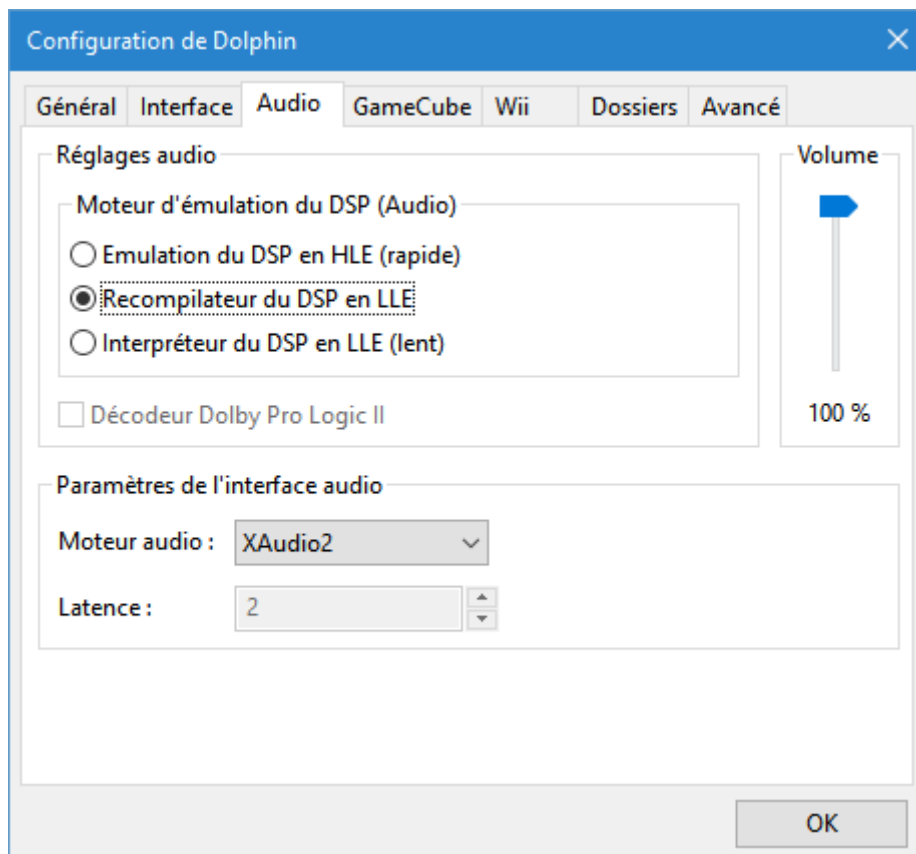 Configuration de Dolphin
Général Interface Audio GameCube Wii Dossiers Avancé
Réglages audio
Volume
Moteur d'émulation du DSP (Audio)
Emulation du DSP en HLE (rapide)
Recompilateur du DSP en LLE
Interpréteur du DSP en LLE (lent)
Décodeur Dolby Pro Logic II
100 %
Paramètres de l'interface audio
Moteur audio : XAudio2
Latence : 2
OK